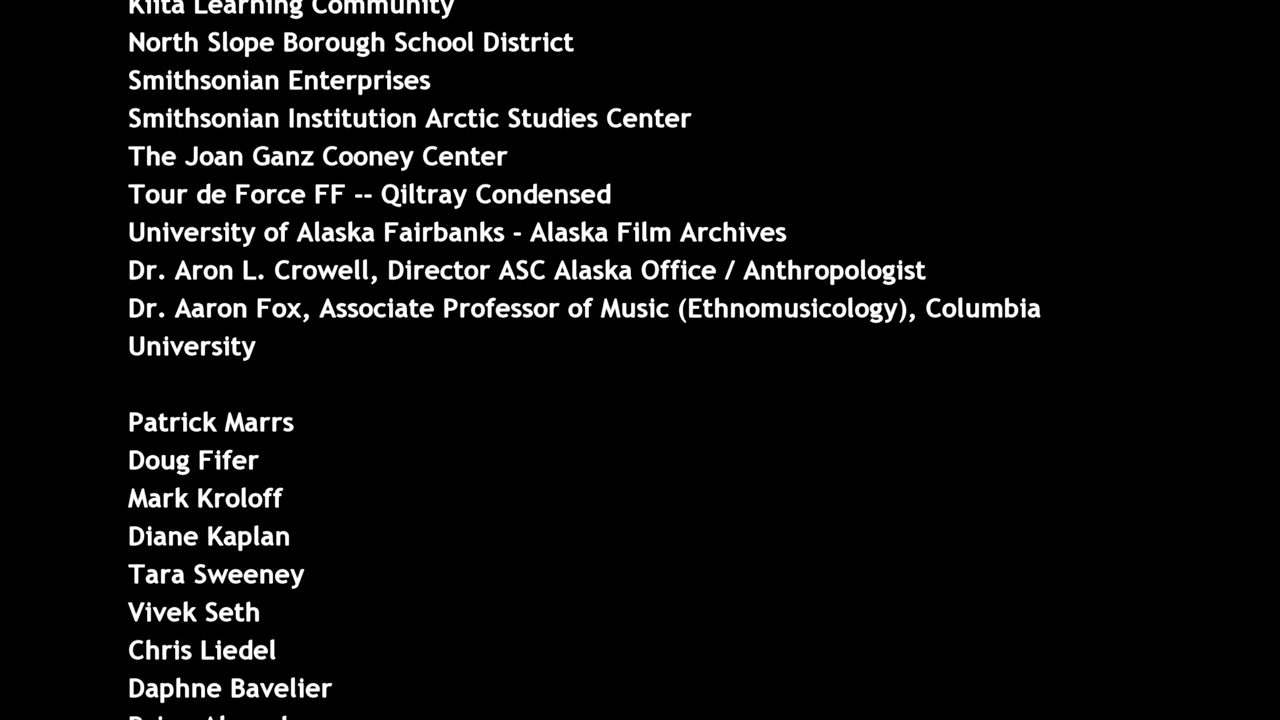 Kiita Learning Community
North Slope Borough School District
Smithsonian Enterprises
Smithsonian Institution Arctic Studies Center
The Joan Ganz Cooney Center
Tour de Force FF -- Qiltray Condensed
University of Alaska Fairbanks - Alaska Film Archives
Dr. Aron L. Crowell, Director ASC Alaska Office / Anthropologist
Dr. Aaron Fox, Associate Professor of Music (Ethnomusicology), Columbia
University
Patrick Marrs
Doug Fifer
Mark Kroloff
Diane Kaplan
Tara Sweeney
Vivek Seth
Chris Liedel
Daphne Bavelier